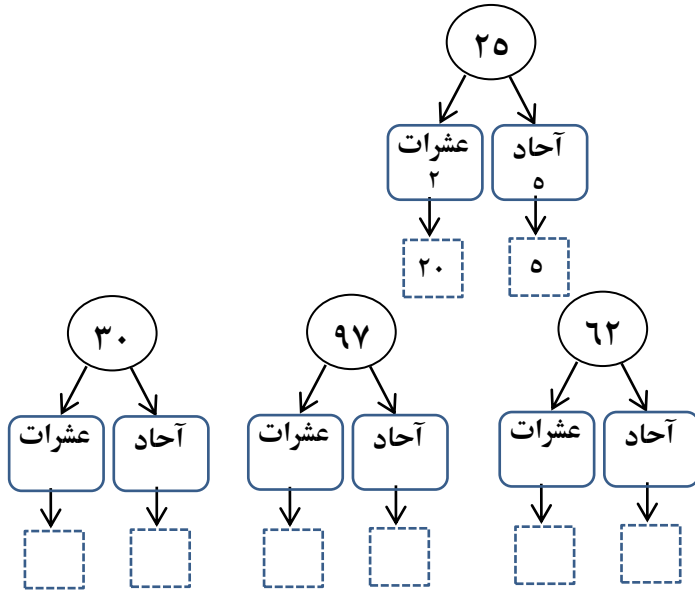 ٢٥
آحاد عشرات
٥ ٢
٥ ٢٠
٦٢ ٩٧ ٣٠
آحاد عشرات آحاد عشرات آحاد عشرات